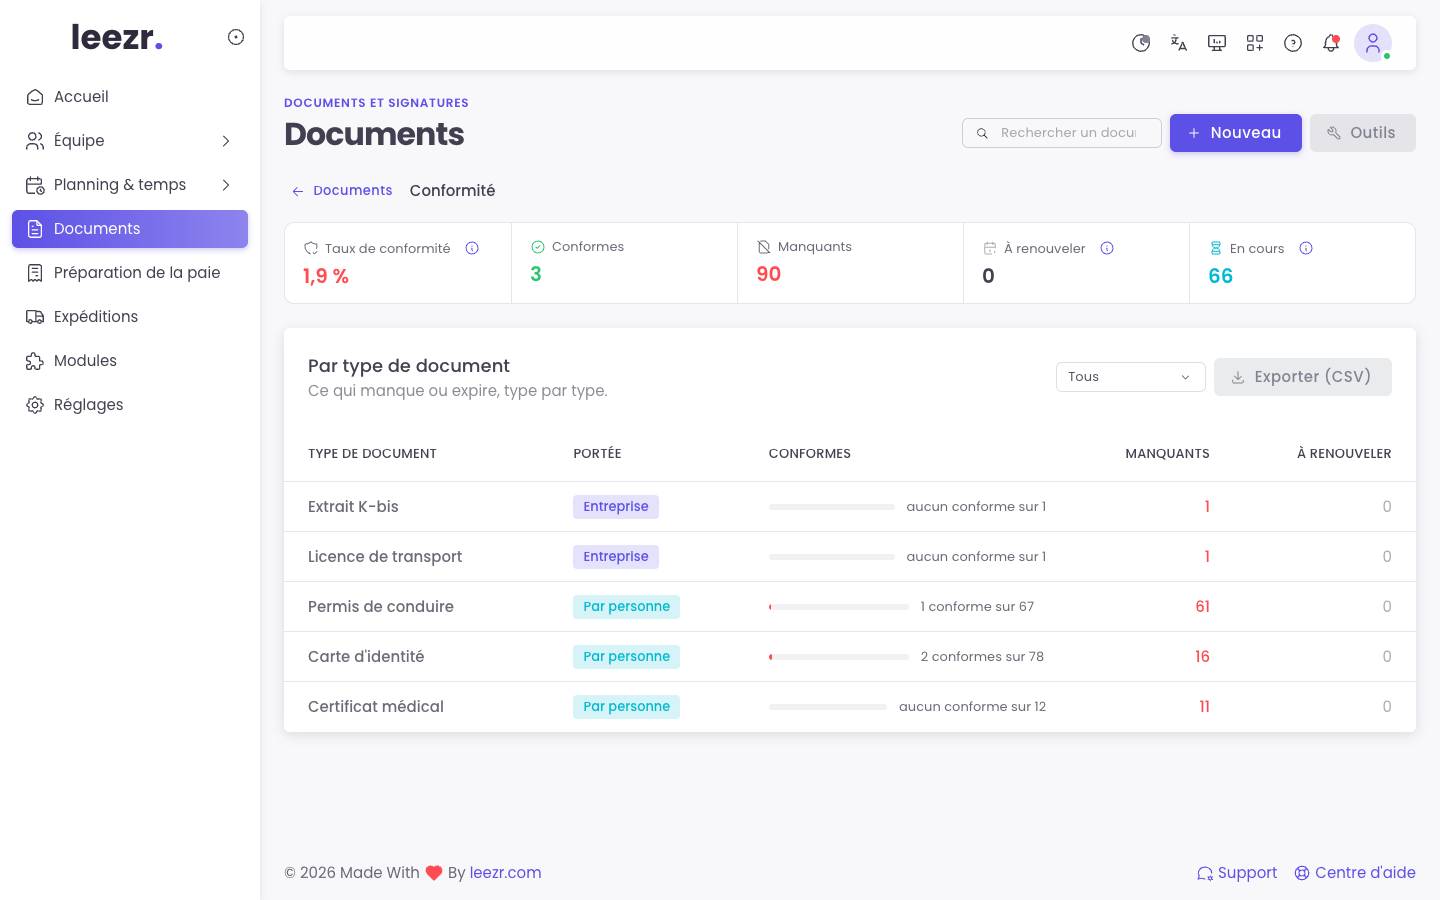 leezr.
Accueil
Équipe
Planning & temps
Documents
Préparation de la paie
Expéditions
Modules
Réglages
DOCUMENTS ET SIGNATURES
Documents
Rechercher un docu
Nouveau
Outils
Documents
Conformité
Taux de conformité
1,9 %
Conformes
3
Manquants
90
À renouveler
0
En cours
66
Par type de document
Ce qui manque ou expire, type par type.
Tous
Exporter (CSV)
TYPE DE DOCUMENT PORTÉE CONFORMES MANQUANTS À RENOUVELER
Extrait K-bis Entreprise aucun conforme sur 1 1 0
Licence de transport Entreprise aucun conforme sur 1 1 0
Permis de conduire Par personne 1 conforme sur 67 61 0
Carte d'identité Par personne 2 conformes sur 78 16 0
Certificat médical Par personne aucun conforme sur 12 11 0
© 2026 Made With By leezr.com
Support
Centre d'aide